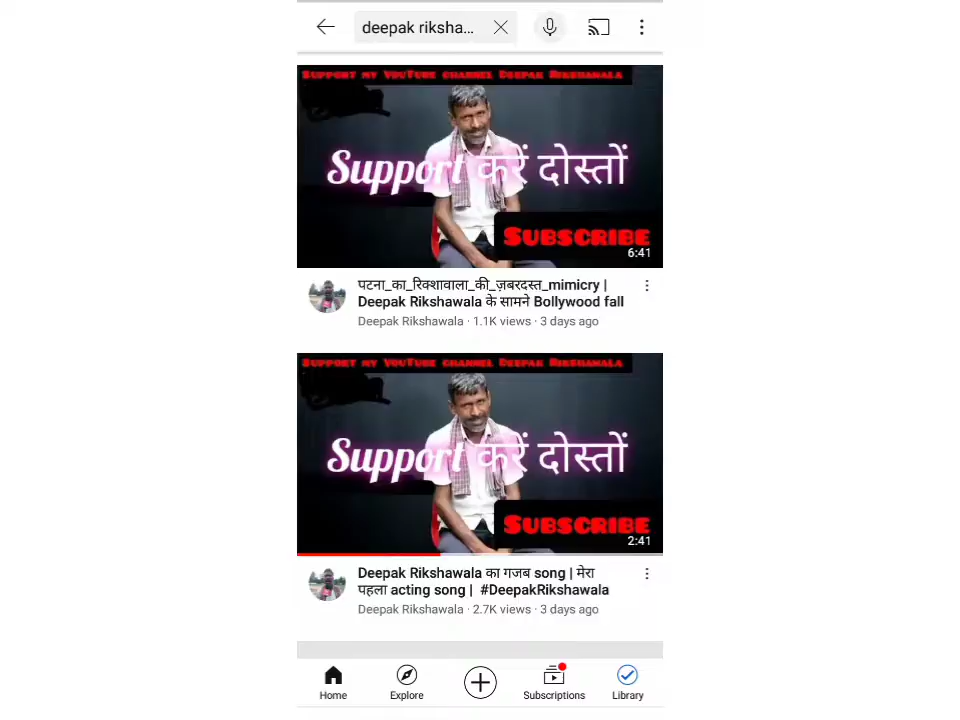 deepak riksha...
SUPPORT MY YOUTUBE CHANNEL DEEPAK RIKSHAWALA
Support करें दोस्तों
SUBSCRIBE
6:41
पटना_का_रिक्शावाला_की_ज़बरदस्त_mimicry |
Deepak Rikshawala के सामने Bollywood fall
Deepak Rikshawala · 1.1K views · 3 days ago
SUPPORT MY YOUTUBE CHANNEL DEEPAK RIKSHAWALA
Support करें दोस्तों
SUBSCRIBE
2:41
Deepak Rikshawala का गजब song | मेरा
पहला acting song | #DeepakRikshawala
Deepak Rikshawala · 2.7K views · 3 days ago
Home Explore Subscriptions Library